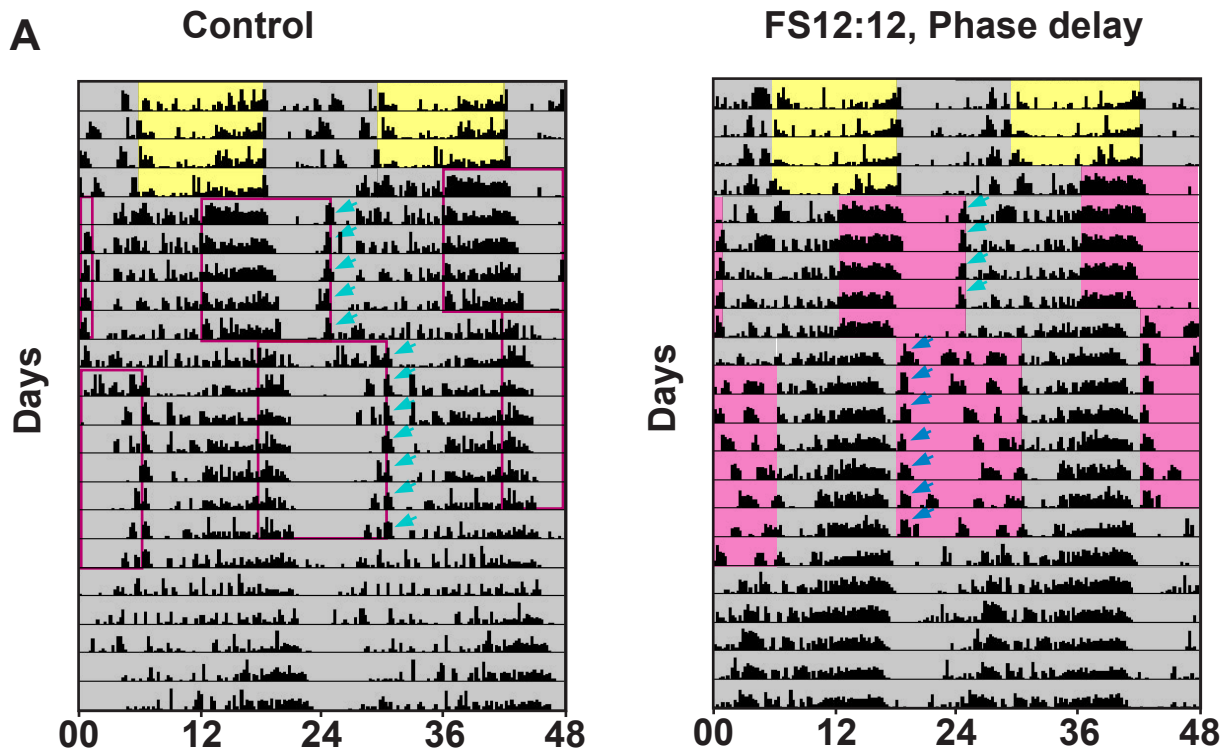 A
Control
FS12:12, Phase delay
Days
Days
00 12 24 36 48
00 12 24 36 48